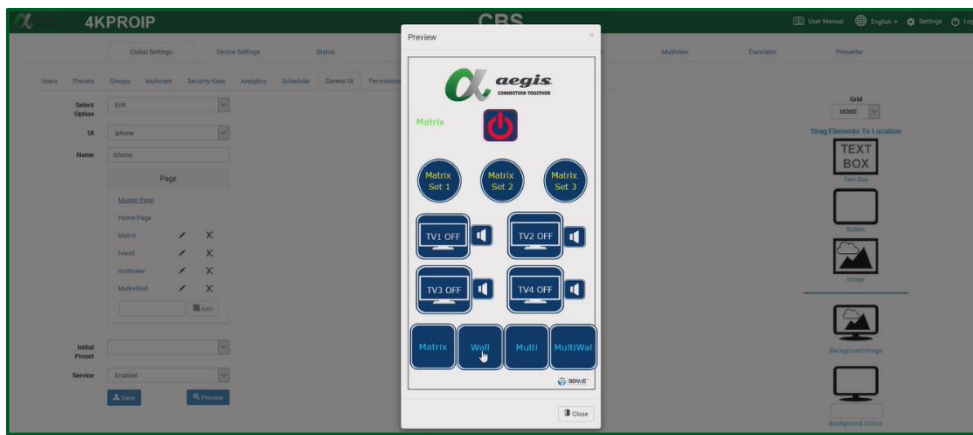 4KPROIP
CBS
User Manual English Settings
Global Settings Device Settings Status Multiview Translator Presenter
Users Presets Groups Multicast Security Keys Analytics Scheduler Control UI
Select Option Edit
UI iphone
Name iphone
Page
Master Page
Home Page
Matrix
hwall
multiview
MultiWall
Add
Initial Preset
Service Enabled
Save Preview
Preview
aegis
CONNECTION TOGETHER
Matrix
Matrix Set 1
Matrix Set 2
Matrix Set 3
TV1 OFF TV2 OFF
TV3 OFF TV4 OFF
Matrix Wall Multi MultiWal
SDVoE
Close
Grid
NONE
Drag Elements To Location
TEXT BOX
Text Box
Button
Image
Background Image
Background Colour